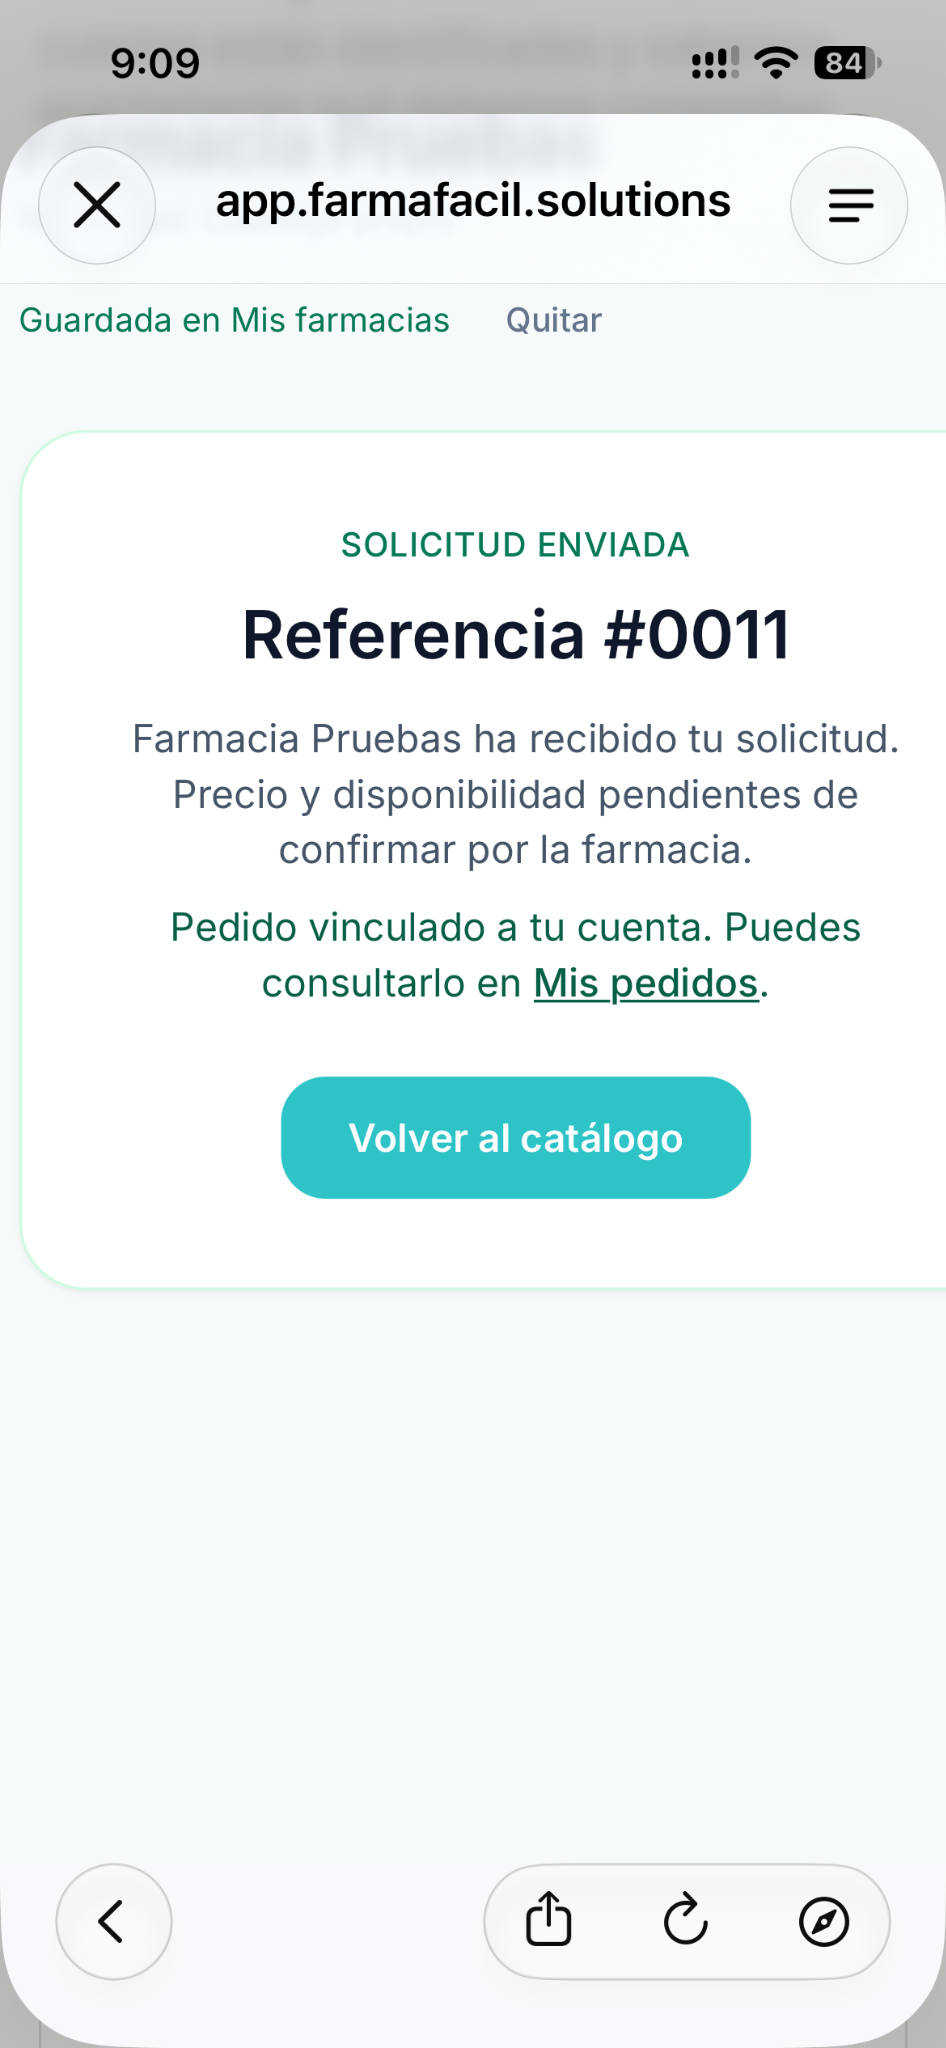 9:09
84
Farmacia Pruebas
app.farmafacil.solutions
Guardada en Mis farmacias
Quitar
SOLICITUD ENVIADA
Referencia #0011
Farmacia Pruebas ha recibido tu solicitud.
Precio y disponibilidad pendientes de
confirmar por la farmacia.
Pedido vinculado a tu cuenta. Puedes
consultarlo en Mis pedidos.
Volver al catálogo